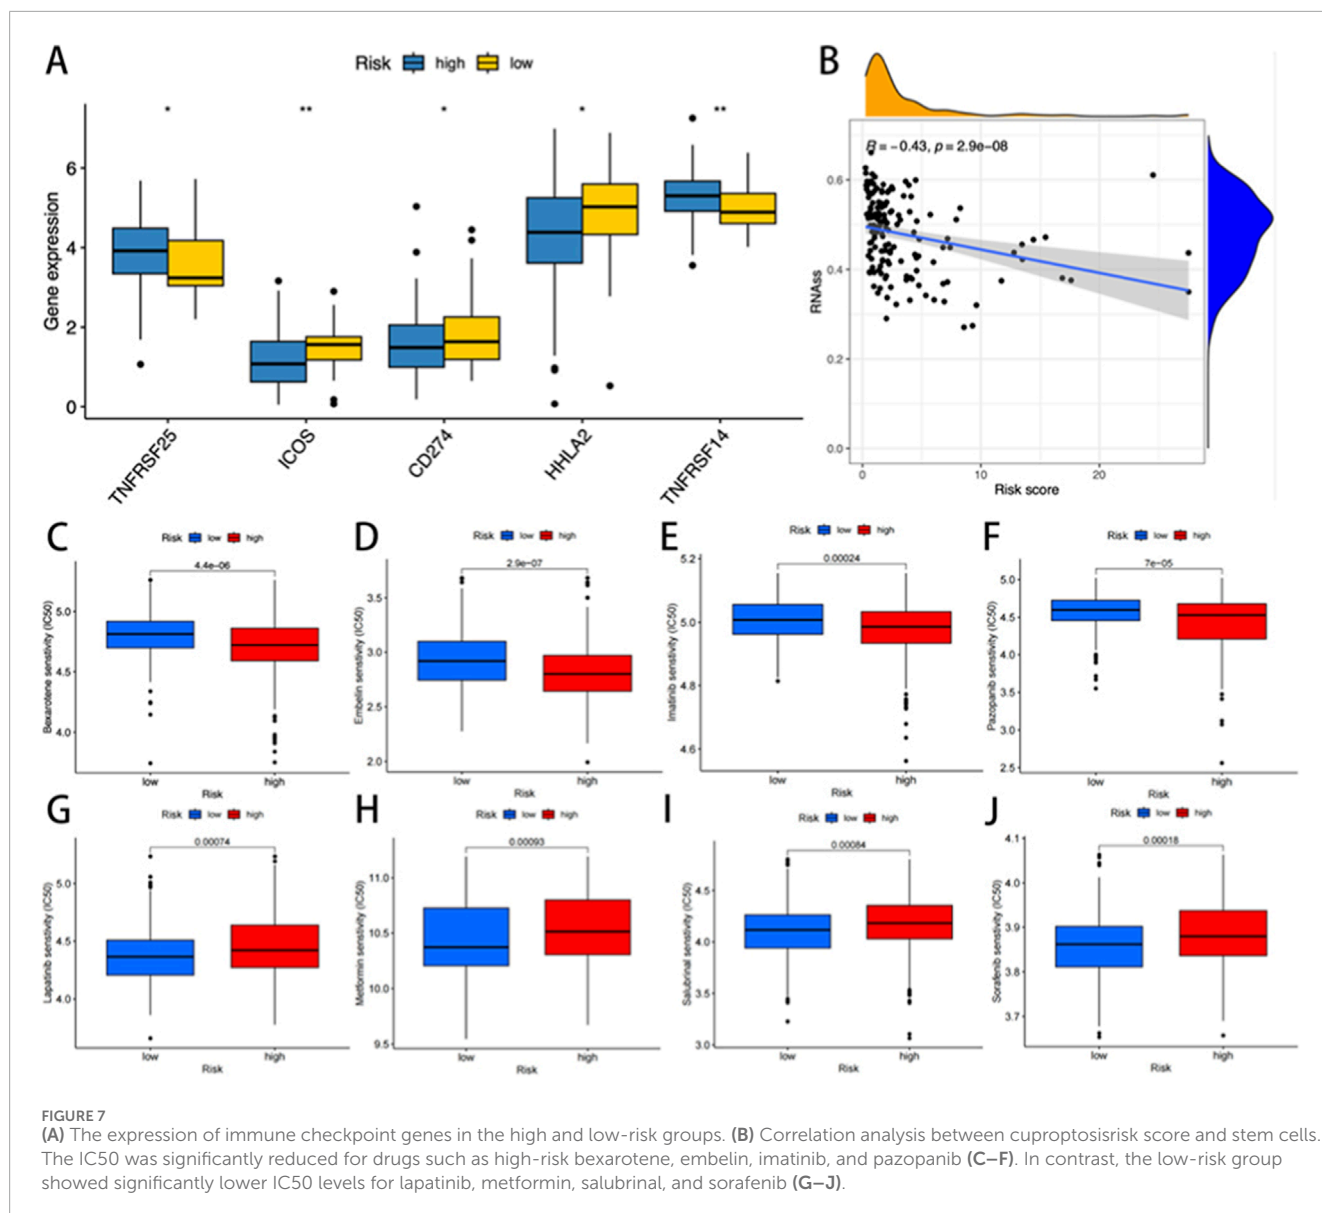 A
Risk high low
* ** * * **
Gene expression
6
4
2
0
TNFRSF25
ICOS
CD274
HHLA2
TNFRSF14
B
R = −0.43, p = 2.9e−08
RNAss
0.6
0.4
0.2
0.0
0 10 20
Risk score
C
Risk low high
4.4e−06
Bexarotene senstivity (IC50)
5.0
4.5
4.0
low high
Risk
D
Risk low high
2.9e−07
Embelin senstivity (IC50)
3.5
3.0
2.5
2.0
low high
Risk
E
Risk low high
0.00024
Imatinib senstivity (IC50)
5.2
5.0
4.8
4.6
low high
Risk
F
Risk low high
7e−05
Pazopanib senstivity (IC50)
5.0
4.5
4.0
3.5
3.0
2.5
low high
Risk
G
Risk low high
0.00074
Lapatinib senstivity (IC50)
5.0
4.5
4.0
low high
Risk
H
Risk low high
0.00093
Metformin senstivity (IC50)
11.0
10.5
10.0
9.5
low high
Risk
I
Risk low high
0.00084
Salubrinal senstivity (IC50)
4.5
4.0
3.5
3.0
low high
Risk
J
Risk low high
0.00018
Sorafenib senstivity (IC50)
4.1
4.0
3.9
3.8
3.7
low high
Risk
FIGURE 7
(A) The expression of immune checkpoint genes in the high and low-risk groups. (B) Correlation analysis between cuproptosisrisk score and stem cells.
The IC50 was significantly reduced for drugs such as high-risk bexarotene, embelin, imatinib, and pazopanib (C–F). In contrast, the low-risk group
showed significantly lower IC50 levels for lapatinib, metformin, salubrinal, and sorafenib (G–J).